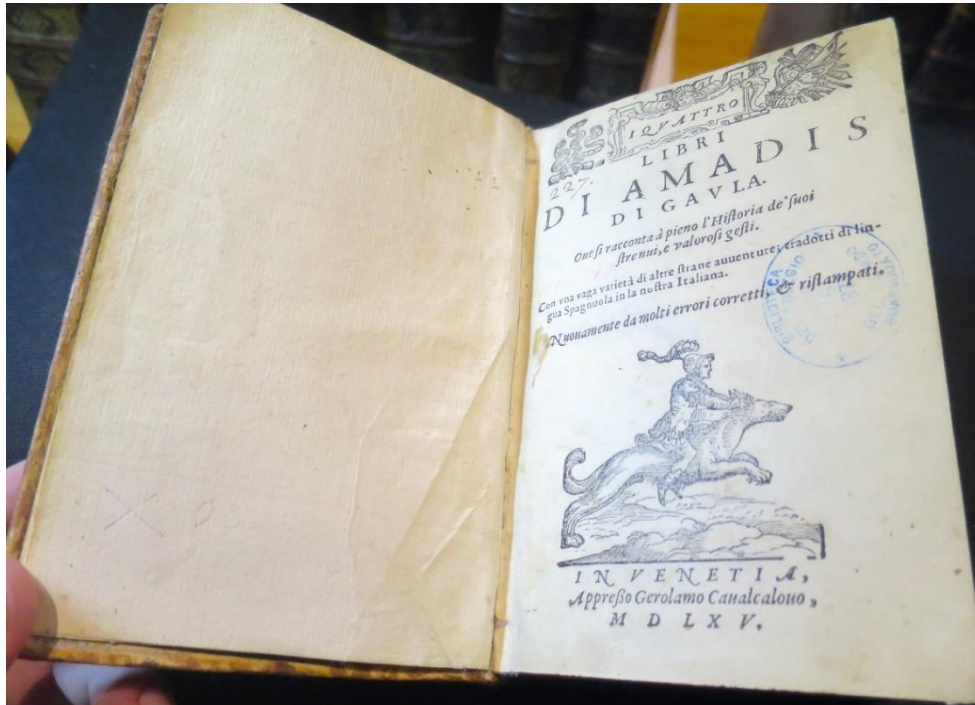 I QVATTRO
LIBRI
227.
DI AMADIS
DI GAVLA.
Oue si racconta à pieno l'Historia de' suoi
strenui, e valorosi gesti.
Con vna vaga varietà di altre strane auuenture; tradotti di lin-
gua Spagnuola in la nostra Italiana.
Nuouamente da molti errori corretti, & ristampati.
BIBLIOTECA
IN VENETIA,
Appreßo Gerolamo Caualcalouo,
M D L X V.